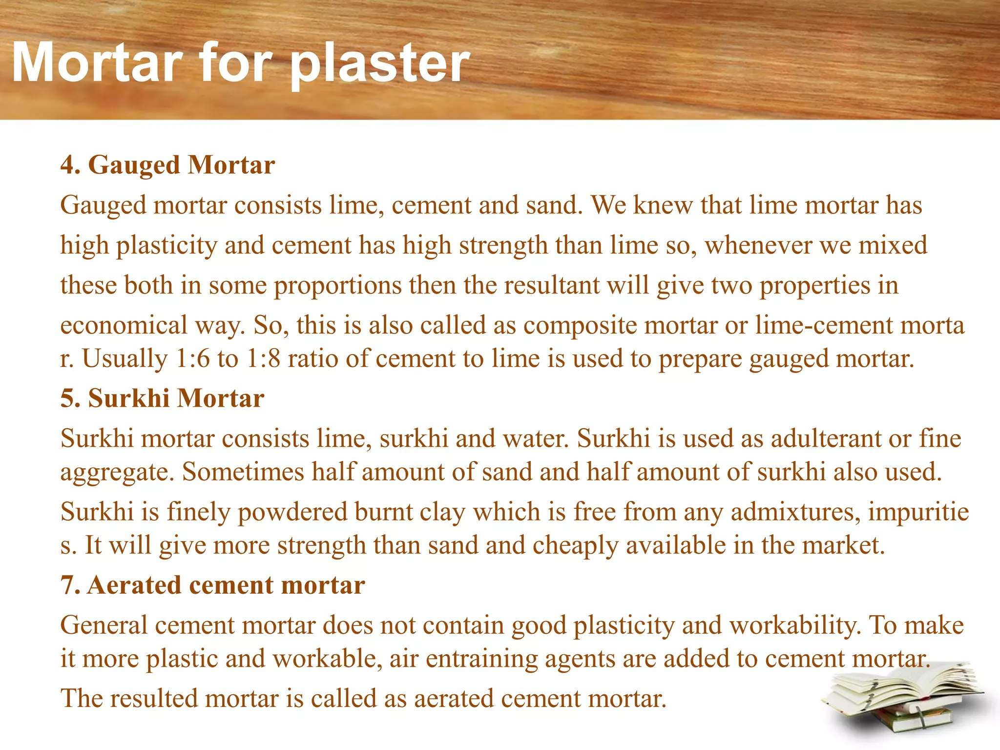 Mortar for plaster
4. Gauged Mortar
Gauged mortar consists lime, cement and sand. We knew that lime mortar has
high plasticity and cement has high strength than lime so, whenever we mixed
these both in some proportions then the resultant will give two properties in
economical way. So, this is also called as composite mortar or lime-cement morta
r. Usually 1:6 to 1:8 ratio of cement to lime is used to prepare gauged mortar.
5. Surkhi Mortar
Surkhi mortar consists lime, surkhi and water. Surkhi is used as adulterant or fine
aggregate. Sometimes half amount of sand and half amount of surkhi also used.
Surkhi is finely powdered burnt clay which is free from any admixtures, impuritie
s. It will give more strength than sand and cheaply available in the market.
7. Aerated cement mortar
General cement mortar does not contain good plasticity and workability. To make
it more plastic and workable, air entraining agents are added to cement mortar.
The resulted mortar is called as aerated cement mortar.